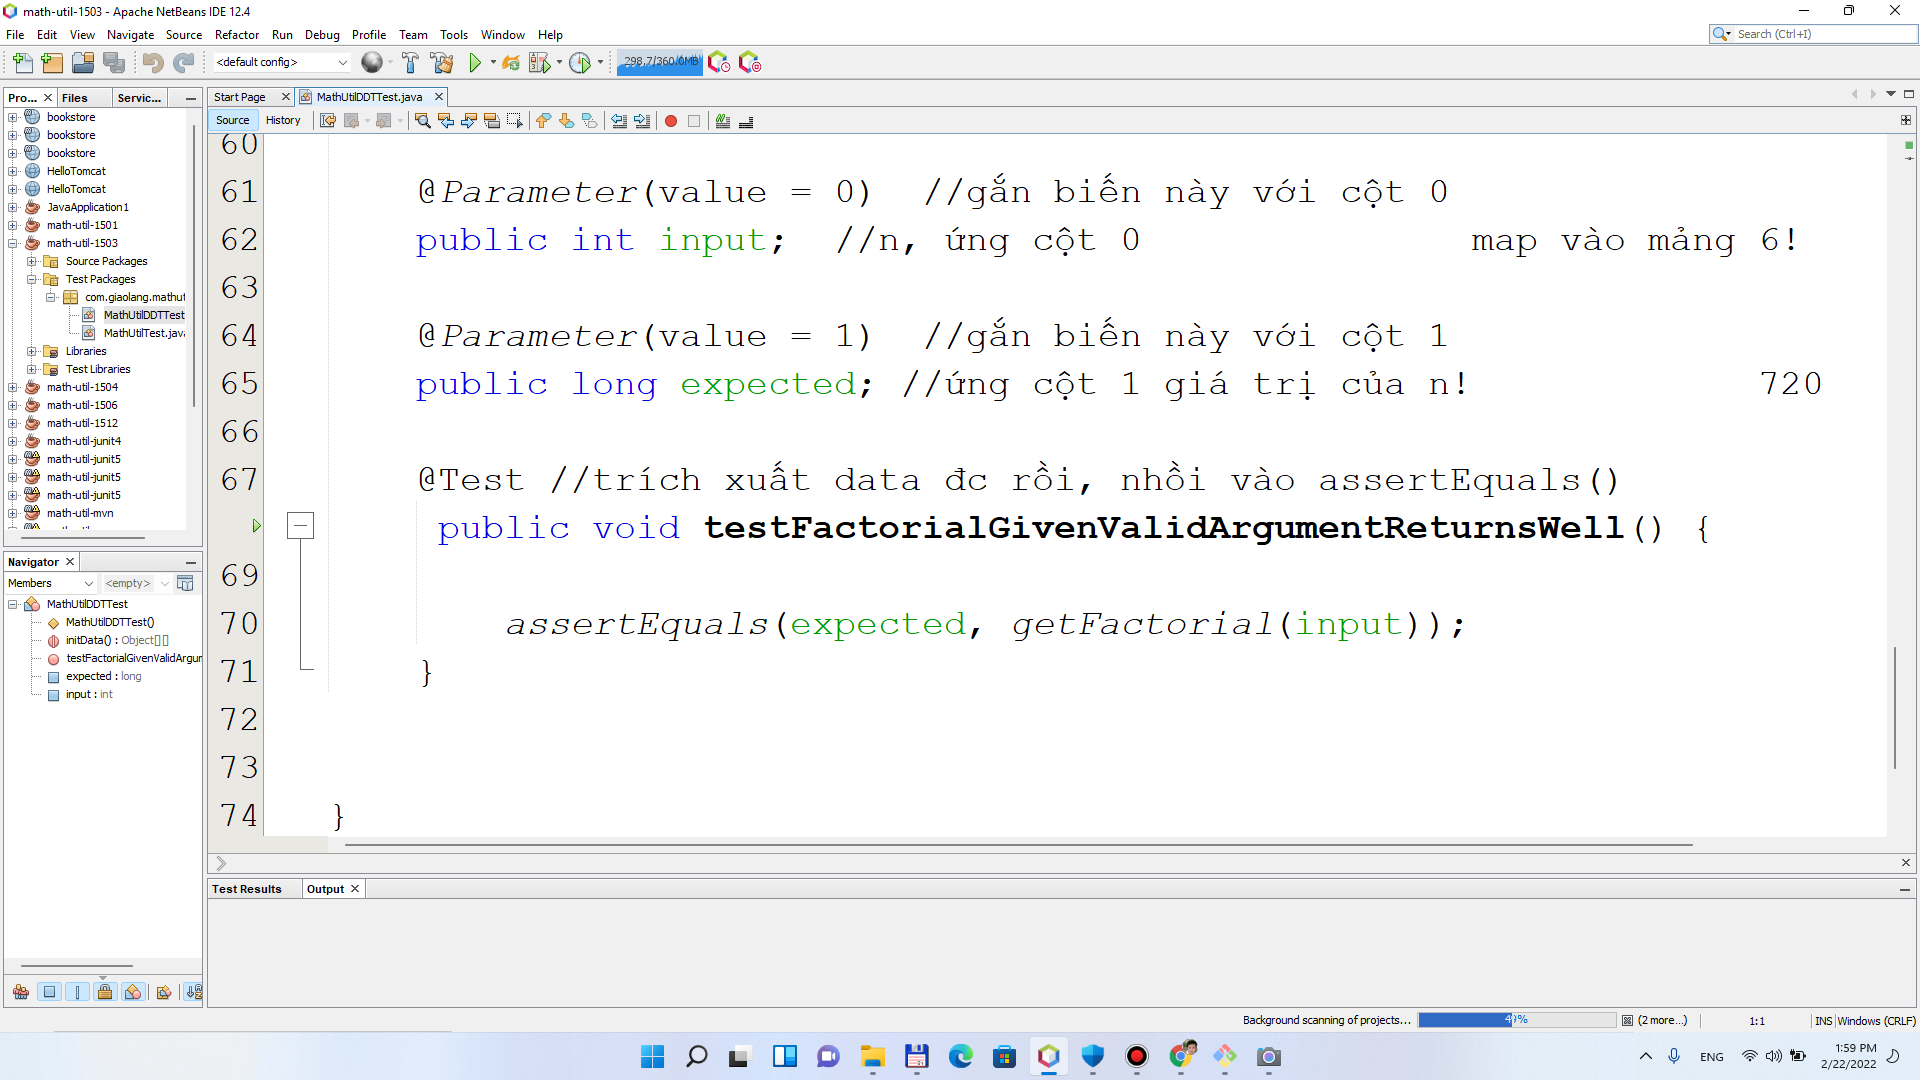 math-util-1503 - Apache NetBeans IDE 12.4
File Edit View Navigate Source Refactor Run Debug Profile Team Tools Window Help
Search (Ctrl+I)
<default config>
298,7/360,0MB
Pro... Files Servic...
Start Page MathUtilDDTTest.java
Source History
bookstore
bookstore
bookstore
HelloTomcat
HelloTomcat
JavaApplication1
math-util-1501
math-util-1503
Source Packages
Test Packages
com.giaolang.mathut
MathUtilDDTTest
MathUtilTest.java
Libraries
Test Libraries
math-util-1504
math-util-1506
math-util-1512
math-util-junit4
math-util-junit5
math-util-junit5
math-util-junit5
math-util-mvn
Navigator
Members <empty>
MathUtilDDTTest
MathUtilDDTTest()
initData() : Object[][]
testFactorialGivenValidArgur
expected : long
input : int
60
61 @Parameter(value = 0) //gắn biến này với cột 0
62 public int input; //n, ứng cột 0 map vào mảng 6!
63
64 @Parameter(value = 1) //gắn biến này với cột 1
65 public long expected; //ứng cột 1 giá trị của n! 720
66
67 @Test //trích xuất data đc rồi, nhồi vào assertEquals()
public void testFactorialGivenValidArgumentReturnsWell() {
69
70 assertEquals(expected, getFactorial(input));
71 }
72
73
74 }
Test Results Output
Background scanning of projects... 49% (2 more...) 1:1 INS Windows (CRLF)
ENG 1:59 PM
2/22/2022